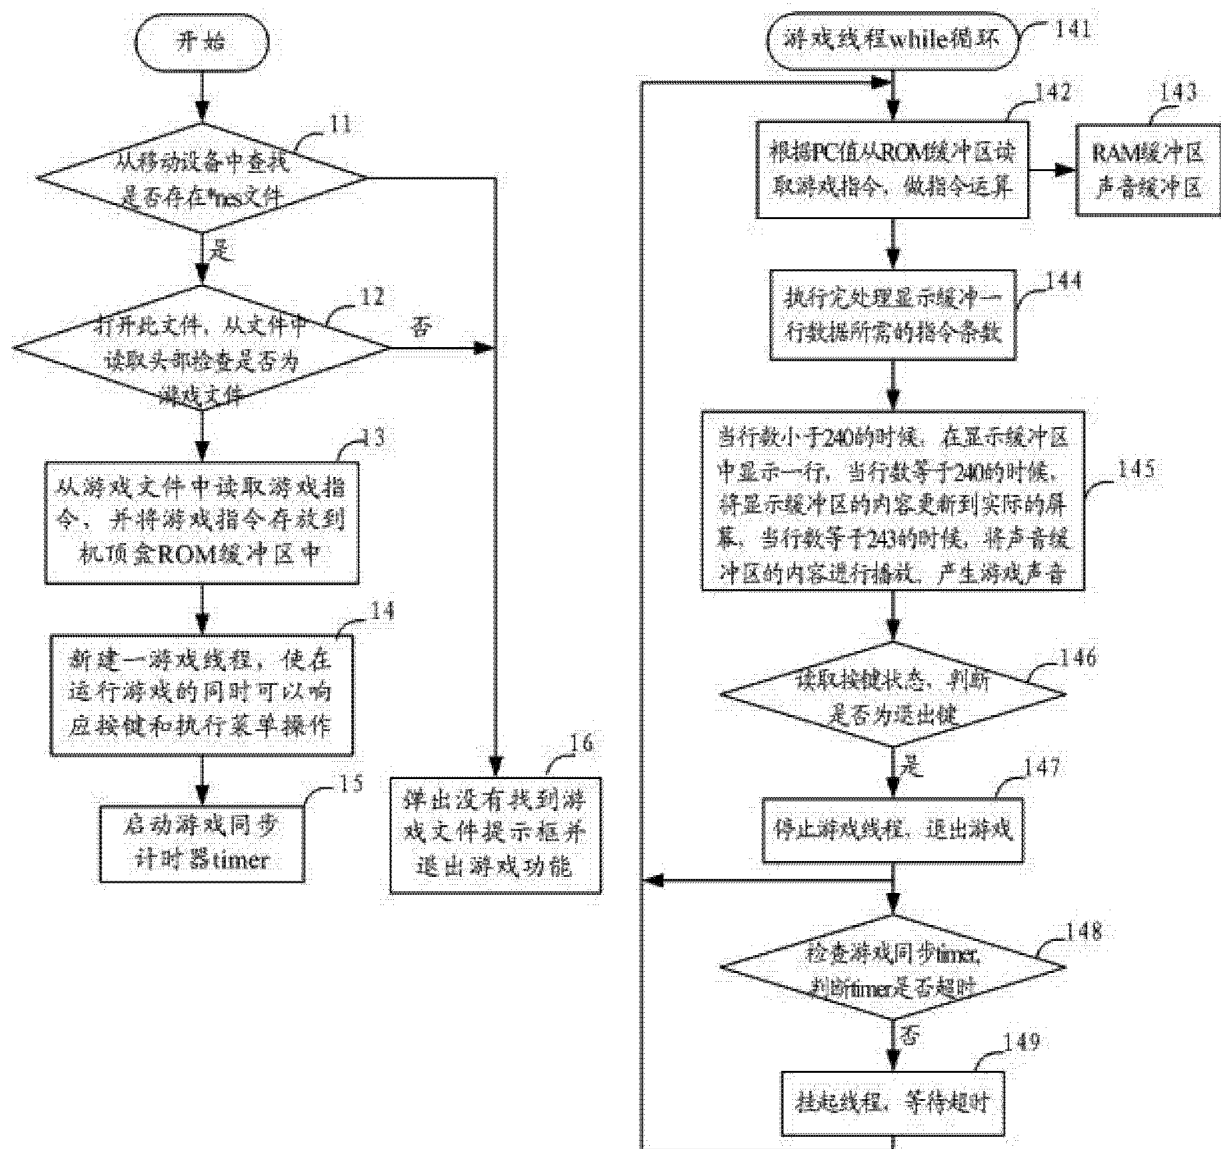 开始
11
从移动设备中查找
是否存在*nes文件
是
12
打开此文件，从文件中
读取头部检查是否为
游戏文件
否
13
从游戏文件中读取游戏指
令，并将游戏指令存放到
机顶盒ROM缓冲区中
14
新建一游戏线程，使在
运行游戏的同时可以响
应按键和执行菜单操作
15
启动游戏同步
计时器timer
16
弹出没有找到游
戏文件提示框并
退出游戏功能
游戏线程while循环
141
142
根据PC值从ROM缓冲区读
取游戏指令，做指令运算
143
RAM缓冲区
声音缓冲区
144
执行完处理显示缓冲一
行数据所需的指令条数
145
当行数小于240的时候，在显示缓冲区
中显示一行，当行数等于240的时候，
将显示缓冲区的内容更新到实际的屏
幕，当行数等于243的时候，将声音缓
冲区的内容进行播放，产生游戏声音
146
读取按键状态，判断
是否为退出键
是
147
停止游戏线程，退出游戏
148
检查游戏同步timer,
判断timer是否超时
否
149
挂起线程，等待超时